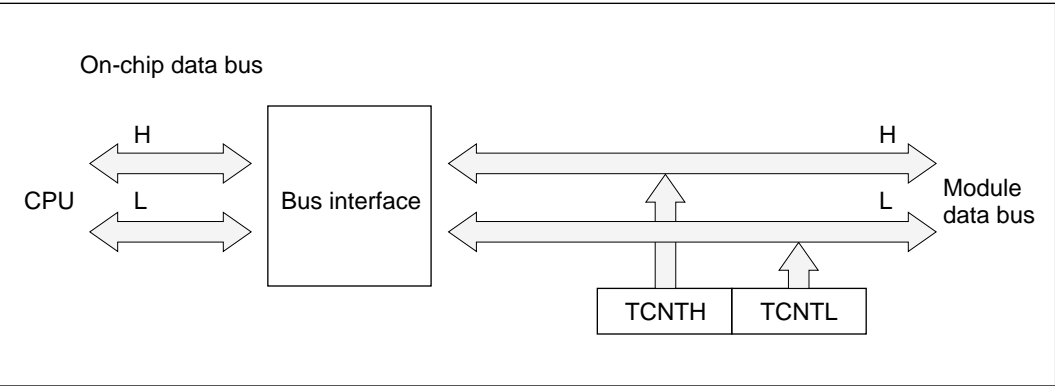 On-chip data bus
H
H
CPU
L
Bus interface
L
Module
data bus
TCNTH
TCNTL